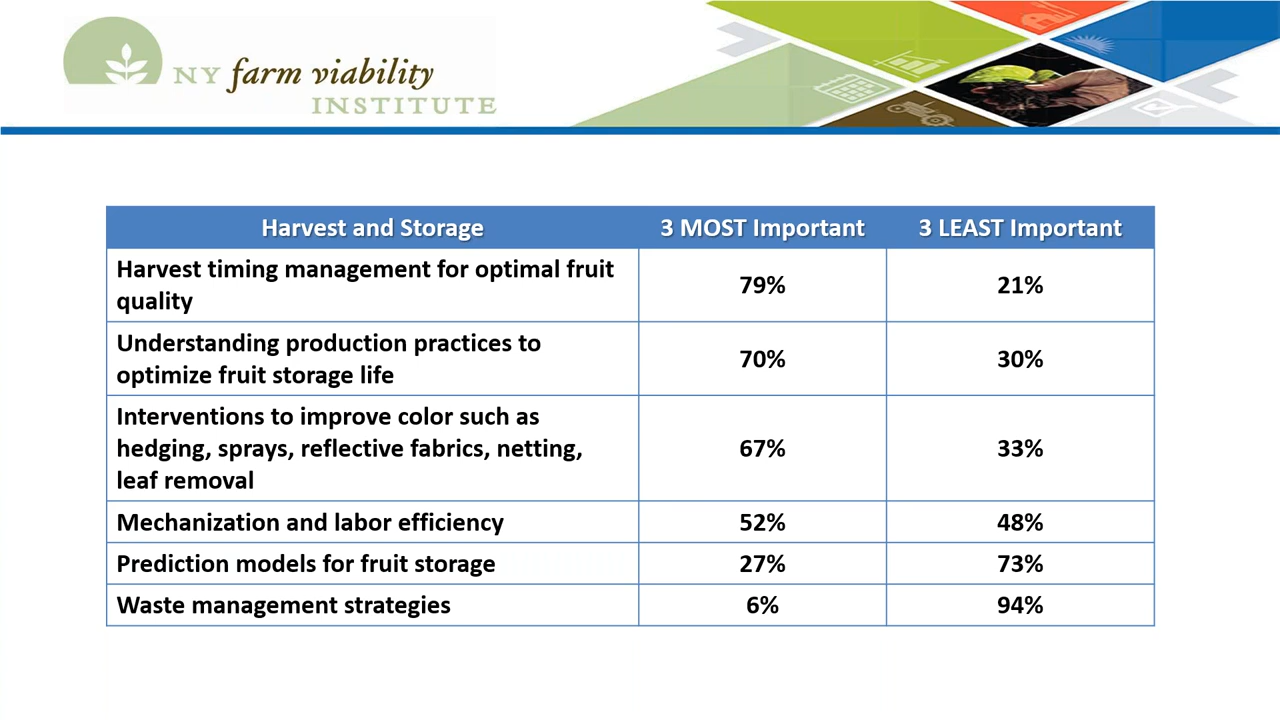 NY farm viability
INSTITUTE
Harvest and Storage 3 MOST Important 3 LEAST Important
Harvest timing management for optimal fruit
quality 79% 21%
Understanding production practices to
optimize fruit storage life 70% 30%
Interventions to improve color such as
hedging, sprays, reflective fabrics, netting,
leaf removal 67% 33%
Mechanization and labor efficiency 52% 48%
Prediction models for fruit storage 27% 73%
Waste management strategies 6% 94%